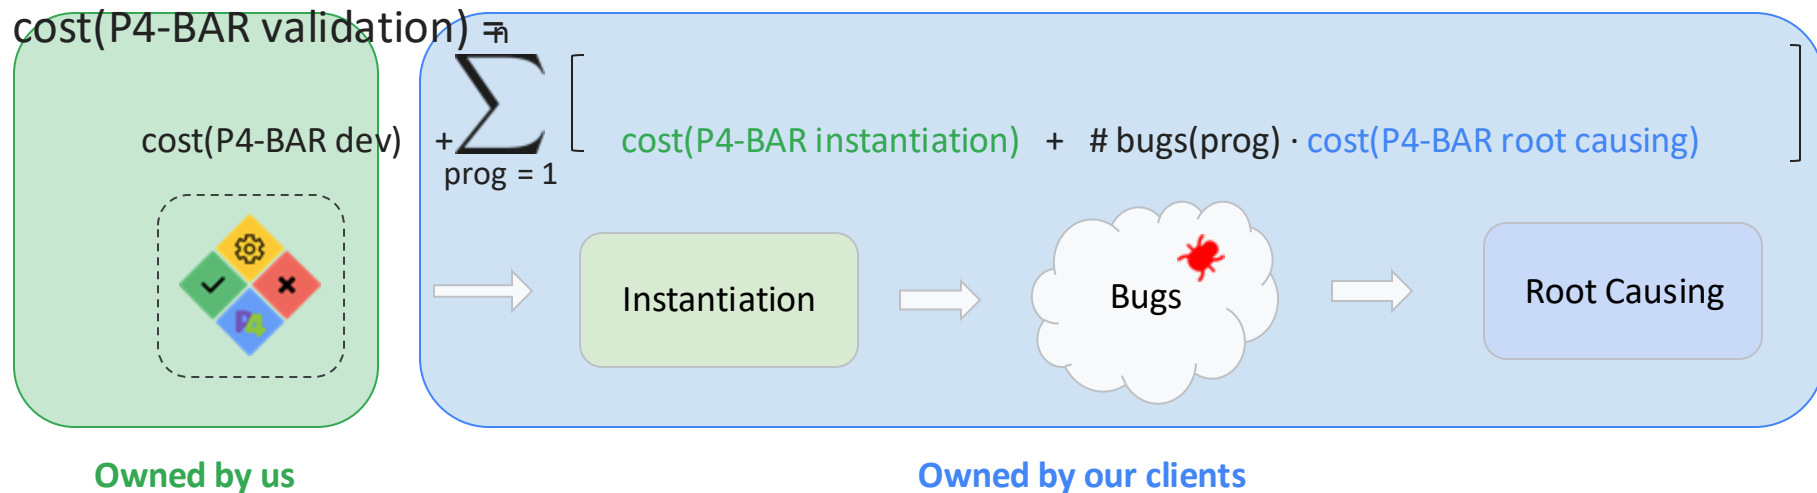 cost(P4-BAR validation) =
n
cost(P4-BAR dev) + ∑ [ cost(P4-BAR instantiation) + # bugs(prog) · cost(P4-BAR root causing) ]
prog = 1
P4
Instantiation
Bugs
Root Causing
Owned by us
Owned by our clients